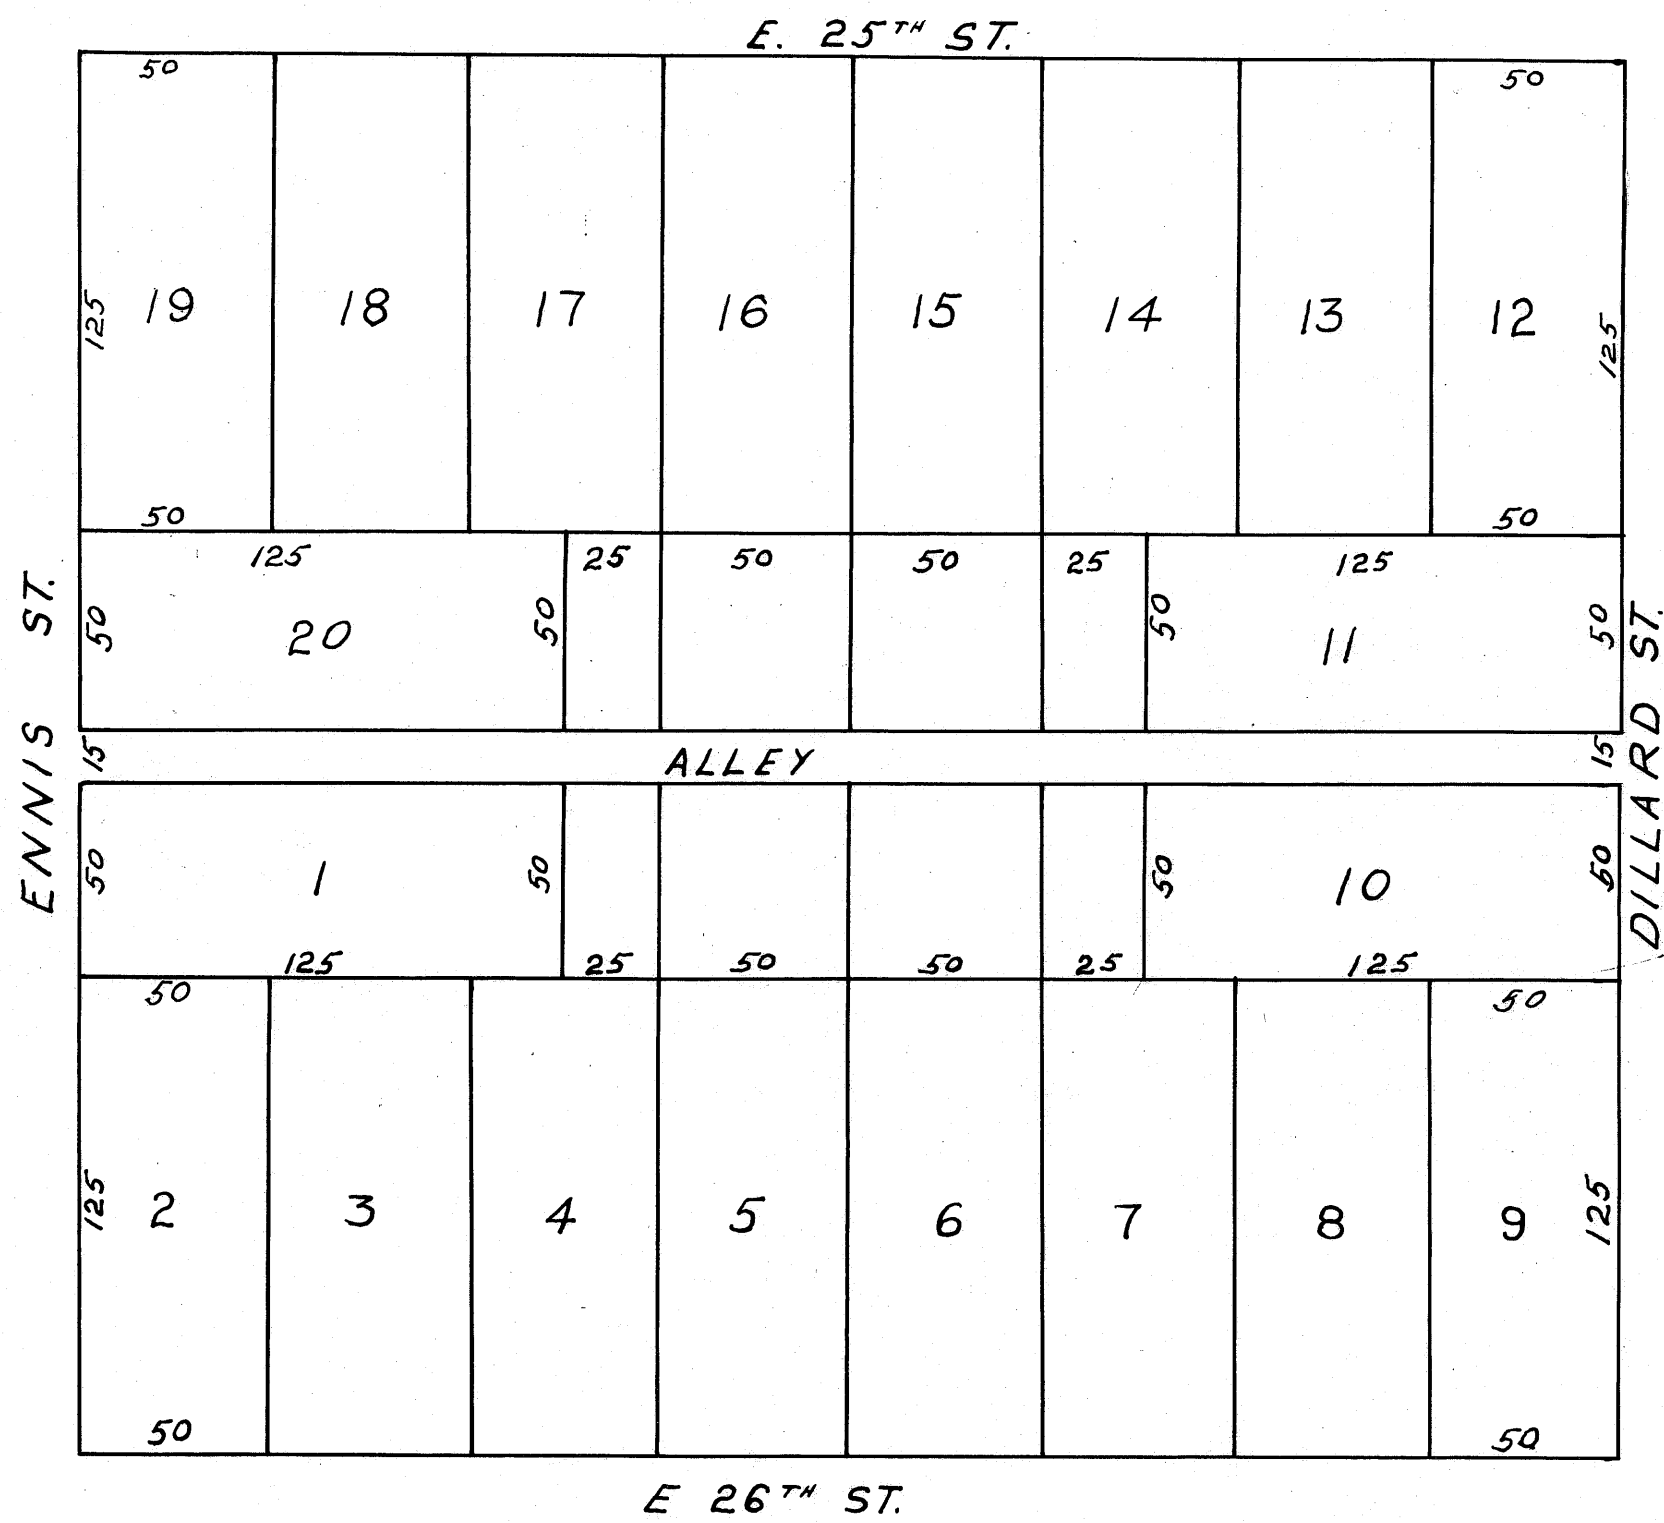 E. 25TH ST.
50 50
125 19 18 17 16 15 14 13 12 125
50 50
125 25 50 50 25 125
50 20 50 50 11 50
ENNIS ST.
DILLARD ST.
15 ALLEY 15
50 1 50 50 10 50
125 25 50 50 25 125
50 50
125 2 3 4 5 6 7 8 9 125
50 50
E 26TH ST.